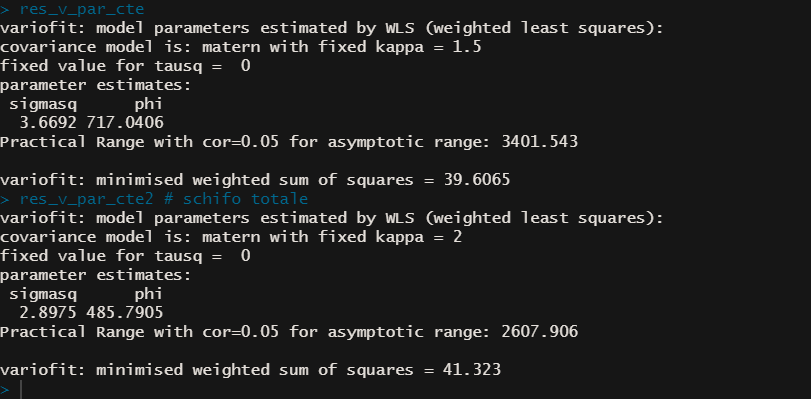 > res_v_par_cte
variofit: model parameters estimated by WLS (weighted least squares):
covariance model is: matern with fixed kappa = 1.5
fixed value for tausq =  0
parameter estimates:
 sigmasq      phi
  3.6692 717.0406
Practical Range with cor=0.05 for asymptotic range: 3401.543

variofit: minimised weighted sum of squares = 39.6065
> res_v_par_cte2 # schifo totale
variofit: model parameters estimated by WLS (weighted least squares):
covariance model is: matern with fixed kappa = 2
fixed value for tausq =  0
parameter estimates:
 sigmasq      phi
  2.8975 485.7905
Practical Range with cor=0.05 for asymptotic range: 2607.906

variofit: minimised weighted sum of squares = 41.323
>